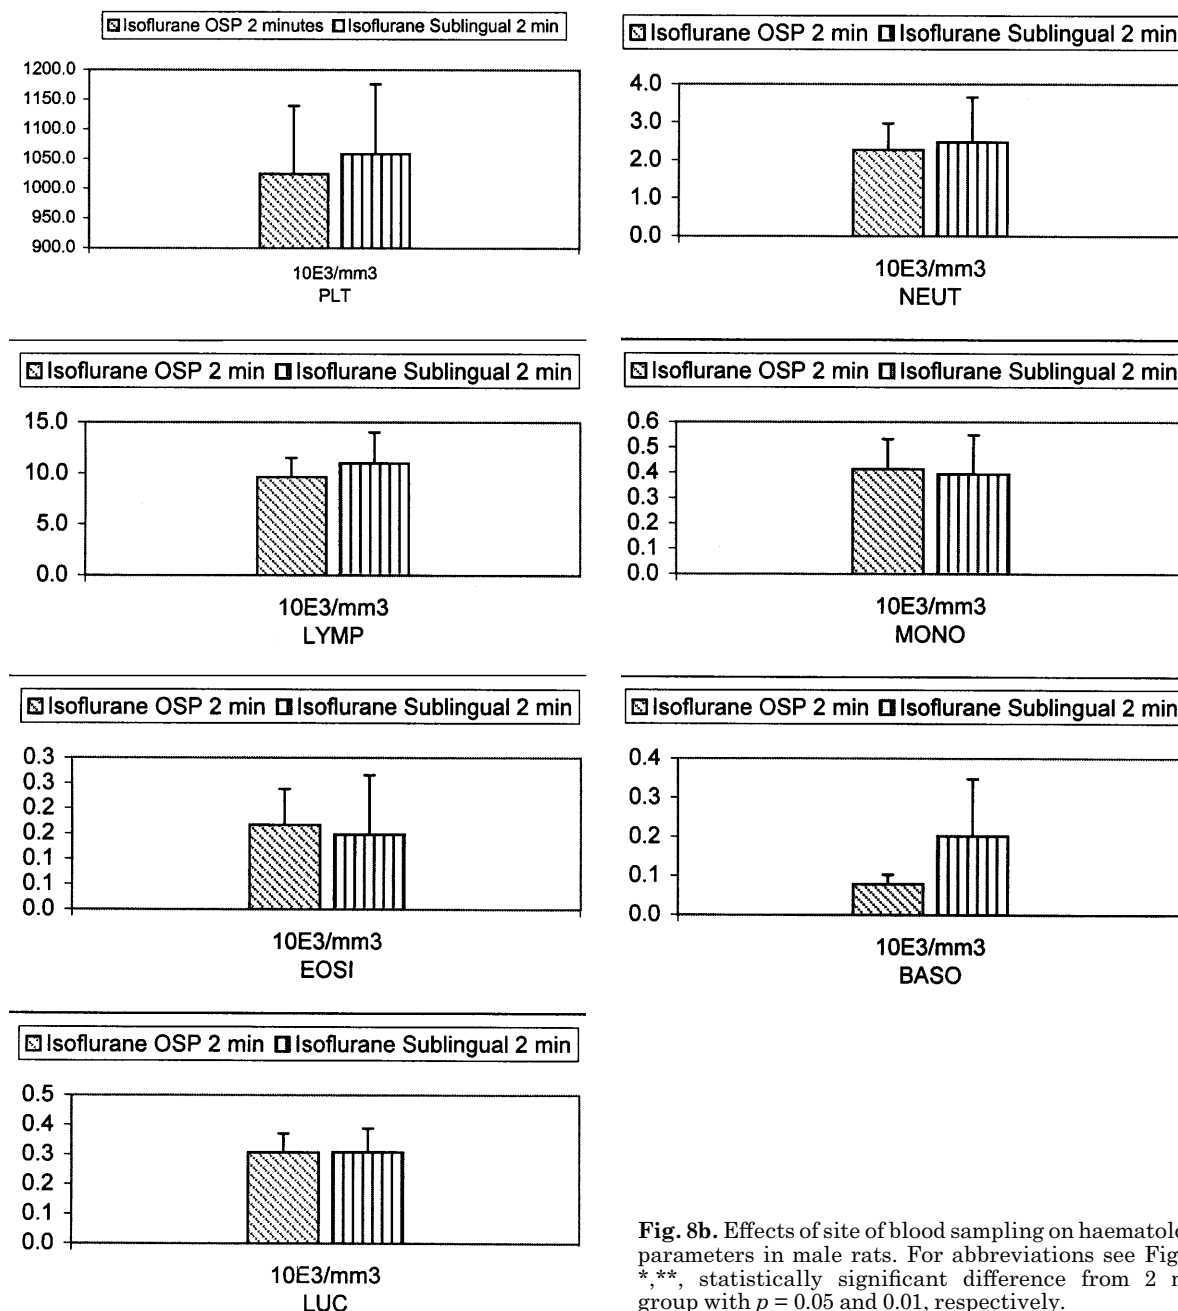 Isoflurane OSP 2 minutes Isoflurane Sublingual 2 min
1200.0
1150.0
1100.0
1050.0
1000.0
950.0
900.0
10E3/mm3
PLT
Isoflurane OSP 2 min Isoflurane Sublingual 2 min
4.0
3.0
2.0
1.0
0.0
10E3/mm3
NEUT
Isoflurane OSP 2 min Isoflurane Sublingual 2 min
15.0
10.0
5.0
0.0
10E3/mm3
LYMP
Isoflurane OSP 2 min Isoflurane Sublingual 2 min
0.6
0.5
0.4
0.3
0.2
0.1
0.0
10E3/mm3
MONO
Isoflurane OSP 2 min Isoflurane Sublingual 2 min
0.3
0.3
0.2
0.2
0.1
0.1
0.0
10E3/mm3
EOSI
Isoflurane OSP 2 min Isoflurane Sublingual 2 min
0.4
0.3
0.2
0.1
0.0
10E3/mm3
BASO
Isoflurane OSP 2 min Isoflurane Sublingual 2 min
0.5
0.4
0.3
0.2
0.1
0.0
10E3/mm3
LUC
Fig. 8b. Effects of site of blood sampling on haematolo
parameters in male rats. For abbreviations see Fig
*,**, statistically significant difference from 2 m
group with p = 0.05 and 0.01, respectively.